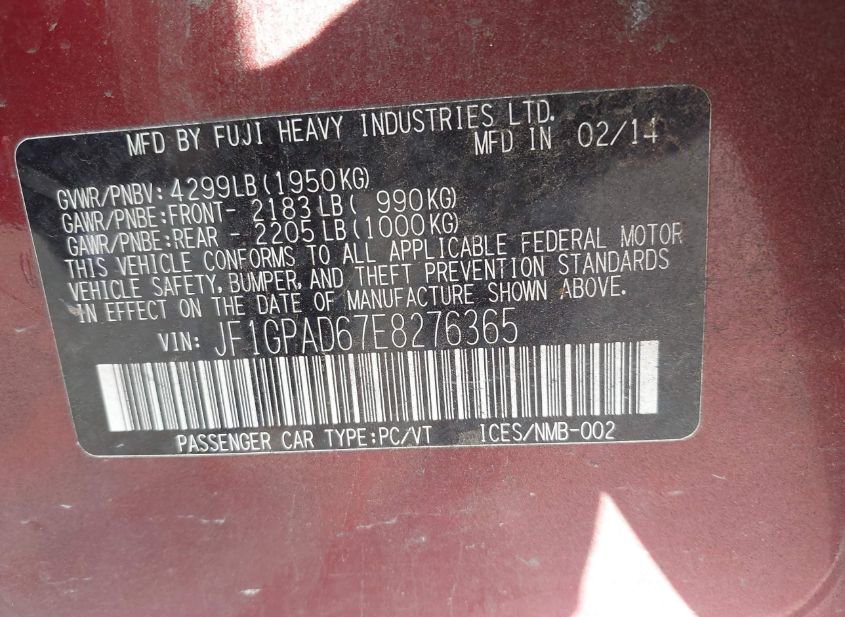 MFD BY FUJI HEAVY INDUSTRIES LTD.
MFD IN 02/14
GVWR/PNBV: 4299LB (1950KG)
GAWR/PNBE:FRONT- 2183 LB ( 990KG)
GAWR/PNBE:REAR - 2205 LB (1000KG)
THIS VEHICLE CONFORMS TO ALL APPLICABLE FEDERAL MOTOR
VEHICLE SAFETY, BUMPER, AND THEFT PREVENTION STANDARDS
IN EFFECT ON THE DATE OF MANUFACTURE SHOWN ABOVE.
VIN: JF1GPAD67E8276365
PASSENGER CAR TYPE:PC/VT ICES/NMB-002